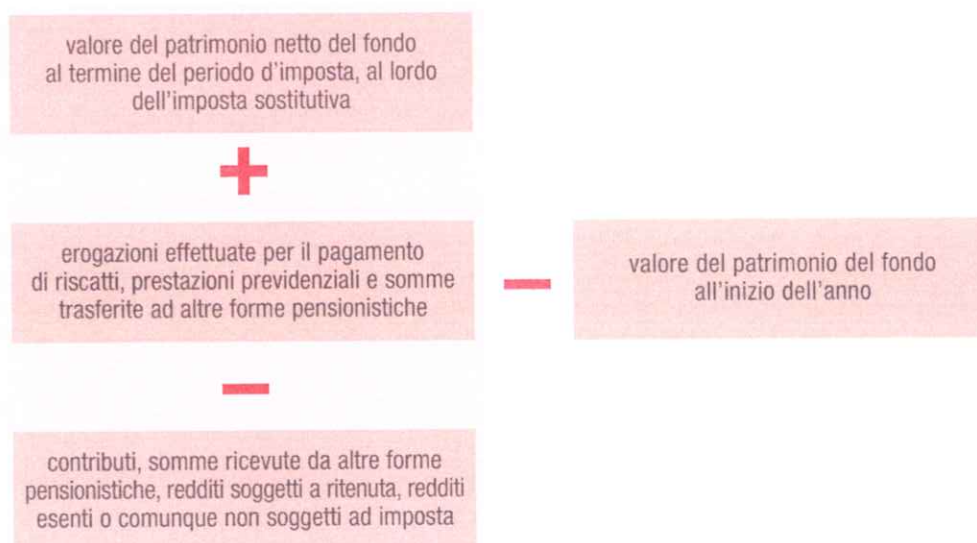 valore del patrimonio netto del fondo
al termine del periodo d'imposta, al lordo
dell'imposta sostitutiva
+
erogazioni effettuate per il pagamento
di riscatti, prestazioni previdenziali e somme
trasferite ad altre forme pensionistiche
−
contributi, somme ricevute da altre forme
pensionistiche, redditi soggetti a ritenuta, redditi
esenti o comunque non soggetti ad imposta
−
valore del patrimonio del fondo
all'inizio dell'anno